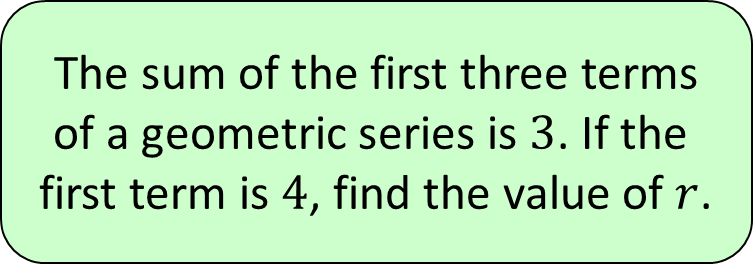 The sum of the first three terms
of a geometric series is 3. If the
first term is 4, find the value of r.